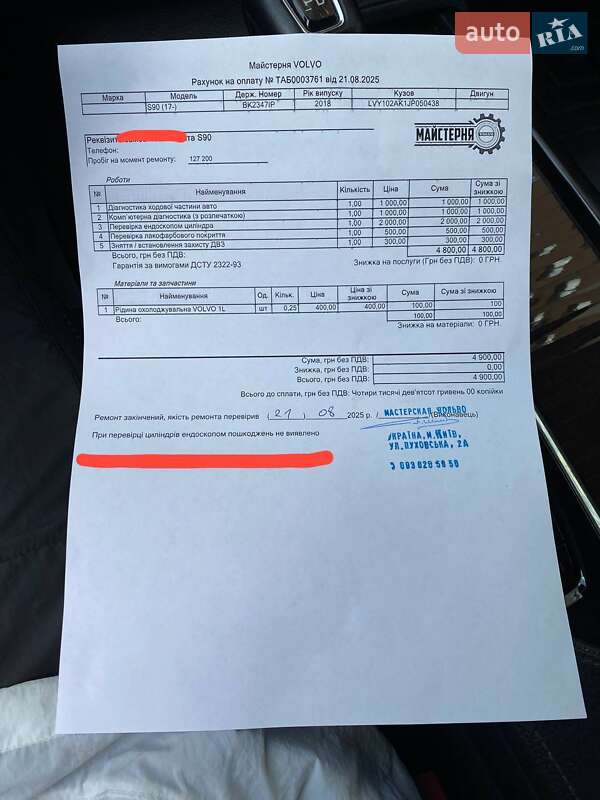 auto RIA .com
Майстерня VOLVO
Рахунок на оплату № ТАБ0003761 від 21.08.2025
Марка Модель Держ. Номер Рік випуску Кузов Двигун
S90 (17-) BK2347IP 2018 LVY102AK1JP050438
Реквізит та S90
Телефон:
Пробіг на момент ремонту: 127 200
МАЙСТЕРНЯ
Роботи
№ Найменування Кількість Ціна Сума Сума зі знижкою
1 Діагностика ходової частини авто 1,00 1 000,00 1 000,00 1 000,00
2 Комп'ютерна діагностика (з розпечаткою) 1,00 1 000,00 1 000,00 1 000,00
3 Перевірка ендоскопом циліндра 1,00 2 000,00 2 000,00 2 000,00
4 Перевірка лакофарбового покриття 1,00 500,00 500,00 500,00
5 Зняття / встановлення захисту ДВЗ 1,00 300,00 300,00 300,00
Всього, грн без ПДВ: 4 800,00 4 800,00
Гарантія за вимогами ДСТУ 2322-93 Знижка на послуги (Грн без ПДВ): 0 ГРН.
Матеріали та запчастини
№ Найменування Од. Кільк. Ціна Ціна зі знижкою Сума Сума зі знижкою
1 Рідина охолоджувальна VOLVO 1L шт 0,25 400,00 400,00 100,00 100
Всього: 100,00 100,00
Знижка на матеріали: 0 ГРН.
Сума, грн без ПДВ: 4 900,00
Знижка, грн без ПДВ: 0,00
Всього, грн без ПДВ: 4 900,00
Всього до сплати, грн без ПДВ: Чотири тисячі дев'ятсот гривень 00 копійки
Ремонт закінчений, якість ремонта перевірив (21 . 08 2025 р. / /(Виконавець)
МАСТЕРСКАЯ ВОЛЬВО
При перевірці циліндрів ендоскопом пошкоджень не виявлено
УКРАЇНА, М.КИЇВ,
УЛ.ПУХОВСЬКА, 2А
093 028 50 50